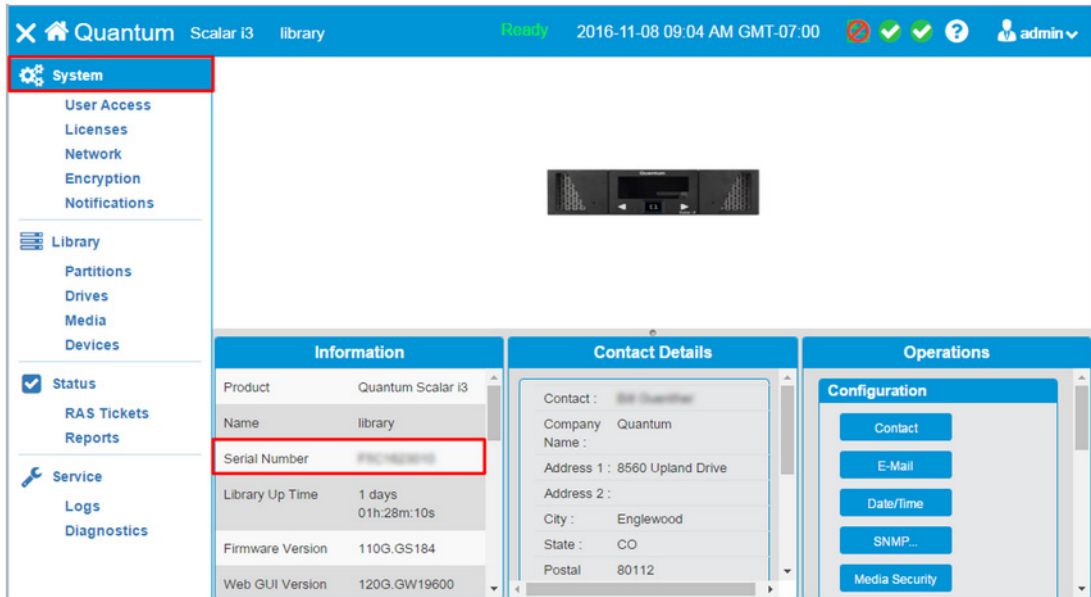 Quantum Scalar i3 library Ready 2016-11-08 09:04 AM GMT-07:00 admin
System
User Access
Licenses
Network
Encryption
Notifications
Library
Partitions
Drives
Media
Devices
Status
RAS Tickets
Reports
Service
Logs
Diagnostics
Quantum
Information
Product Quantum Scalar i3
Name library
Serial Number
Library Up Time 1 days
01h:28m:10s
Firmware Version 110G.GS184
Web GUI Version 120G.GW19600
Contact Details
Contact :
Company Quantum
Name :
Address 1 : 8560 Upland Drive
Address 2 :
City : Englewood
State : CO
Postal 80112
Operations
Configuration
Contact
E-Mail
Date/Time
SNMP...
Media Security